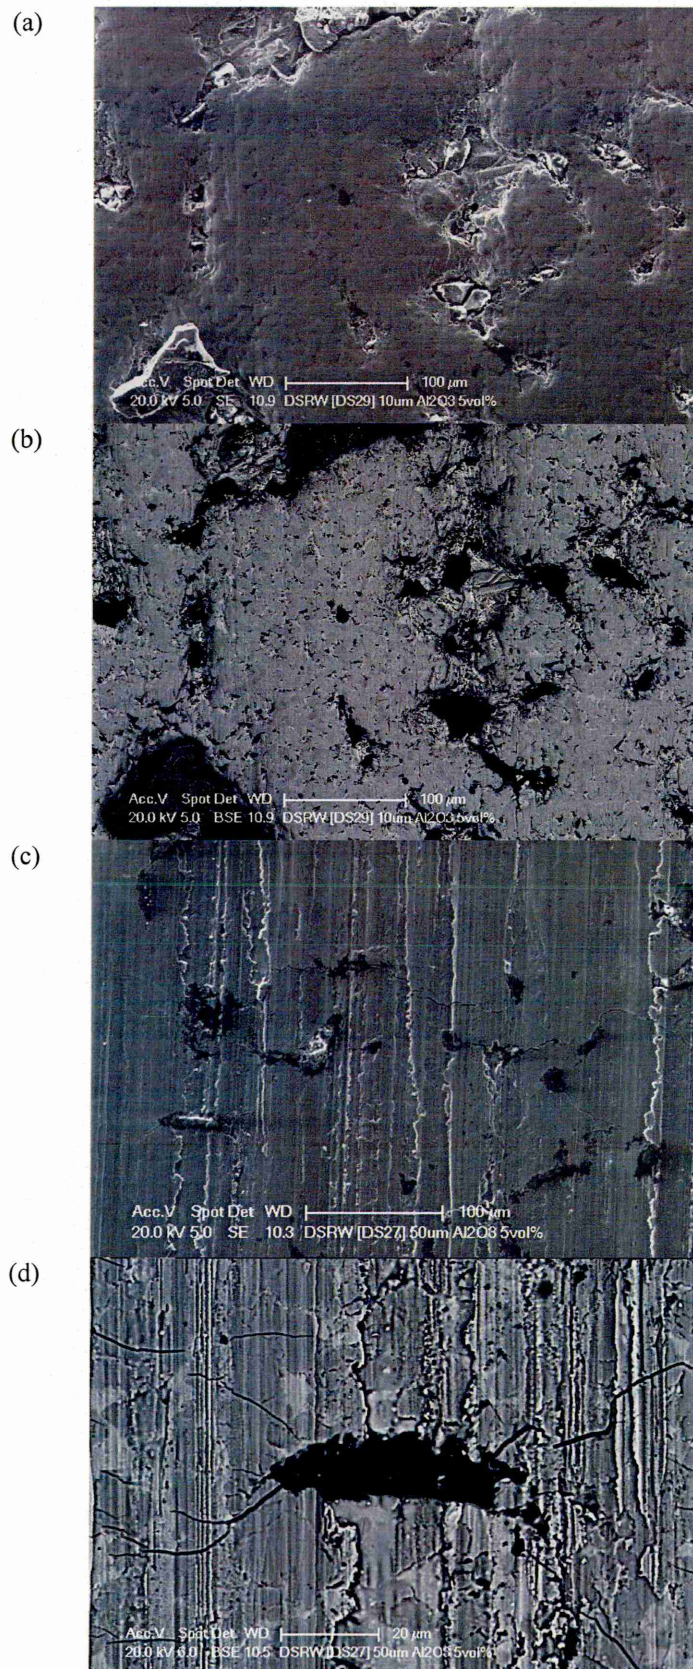 (a)
Acc.V Spot Det WD 100 µm
20.0 kV 5.0 SE 10.9 DSRW [DS29] 10um Al2O3 5vol%
(b)
Acc.V Spot Det WD 100 µm
20.0 kV 5.0 BSE 10.9 DSRW [DS29] 10um Al2O3 5vol%
(c)
Acc.V Spot Det WD 100 µm
20.0 kV 5.0 SE 10.3 DSRW [DS27] 50um Al2O3 5vol%
(d)
Acc.V Spot Det WD 20 µm
20.0 kV 6.0 BSE 10.5 DSRW [DS27] 50um Al2O3 5vol%